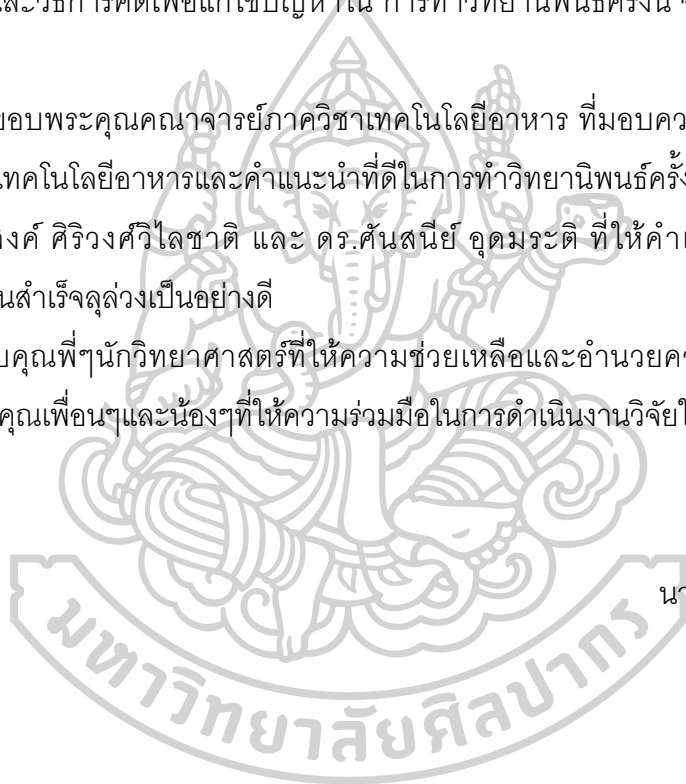 และวิธีการคิดเพื่อแก้ไขปัญหาใน การทำวิทยานิพนธ์ครั้งนี้
ขอบพระคุณคณาจารย์ภาควิชาเทคโนโลยีอาหาร ที่มอบคว
เทคโนโลยีอาหารและคำแนะนำที่ดีในการทำวิทยานิพนธ์ครั้ง
งค์ ศิริวงศ์วิไลชาติ และ ดร.ศันสนีย์ อุดมระติ ที่ให้คำแ
นสำเร็จลุล่วงเป็นอย่างดี
บคุณพี่ๆนักวิทยาศาสตร์ที่ให้ความช่วยเหลือและอำนวยคว
คุณเพื่อนๆและน้องๆที่ให้ความร่วมมือในการดำเนินงานวิจัยใ
นา
มหาวิทยาลัยศิลปากร